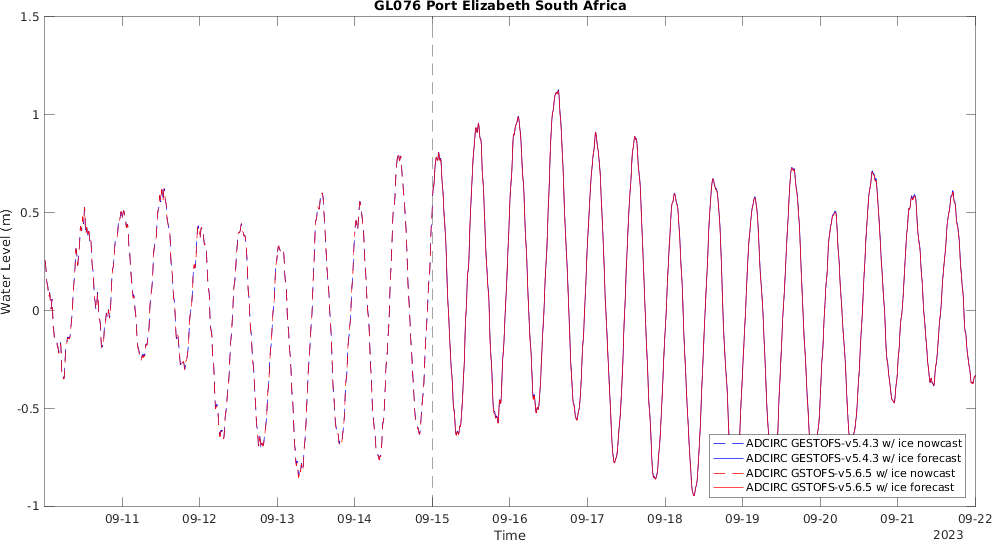 GL076 Port Elizabeth South Africa
1.5
1
0.5
0
-0.5
-1
Water Level (m)
ADCIRC GESTOFS-v5.4.3 w/ ice nowcast
ADCIRC GESTOFS-v5.4.3 w/ ice forecast
ADCIRC GSTOFS-v5.6.5 w/ ice nowcast
ADCIRC GSTOFS-v5.6.5 w/ ice forecast
09-11 09-12 09-13 09-14 09-15 09-16 09-17 09-18 09-19 09-20 09-21 09-22
Time
2023